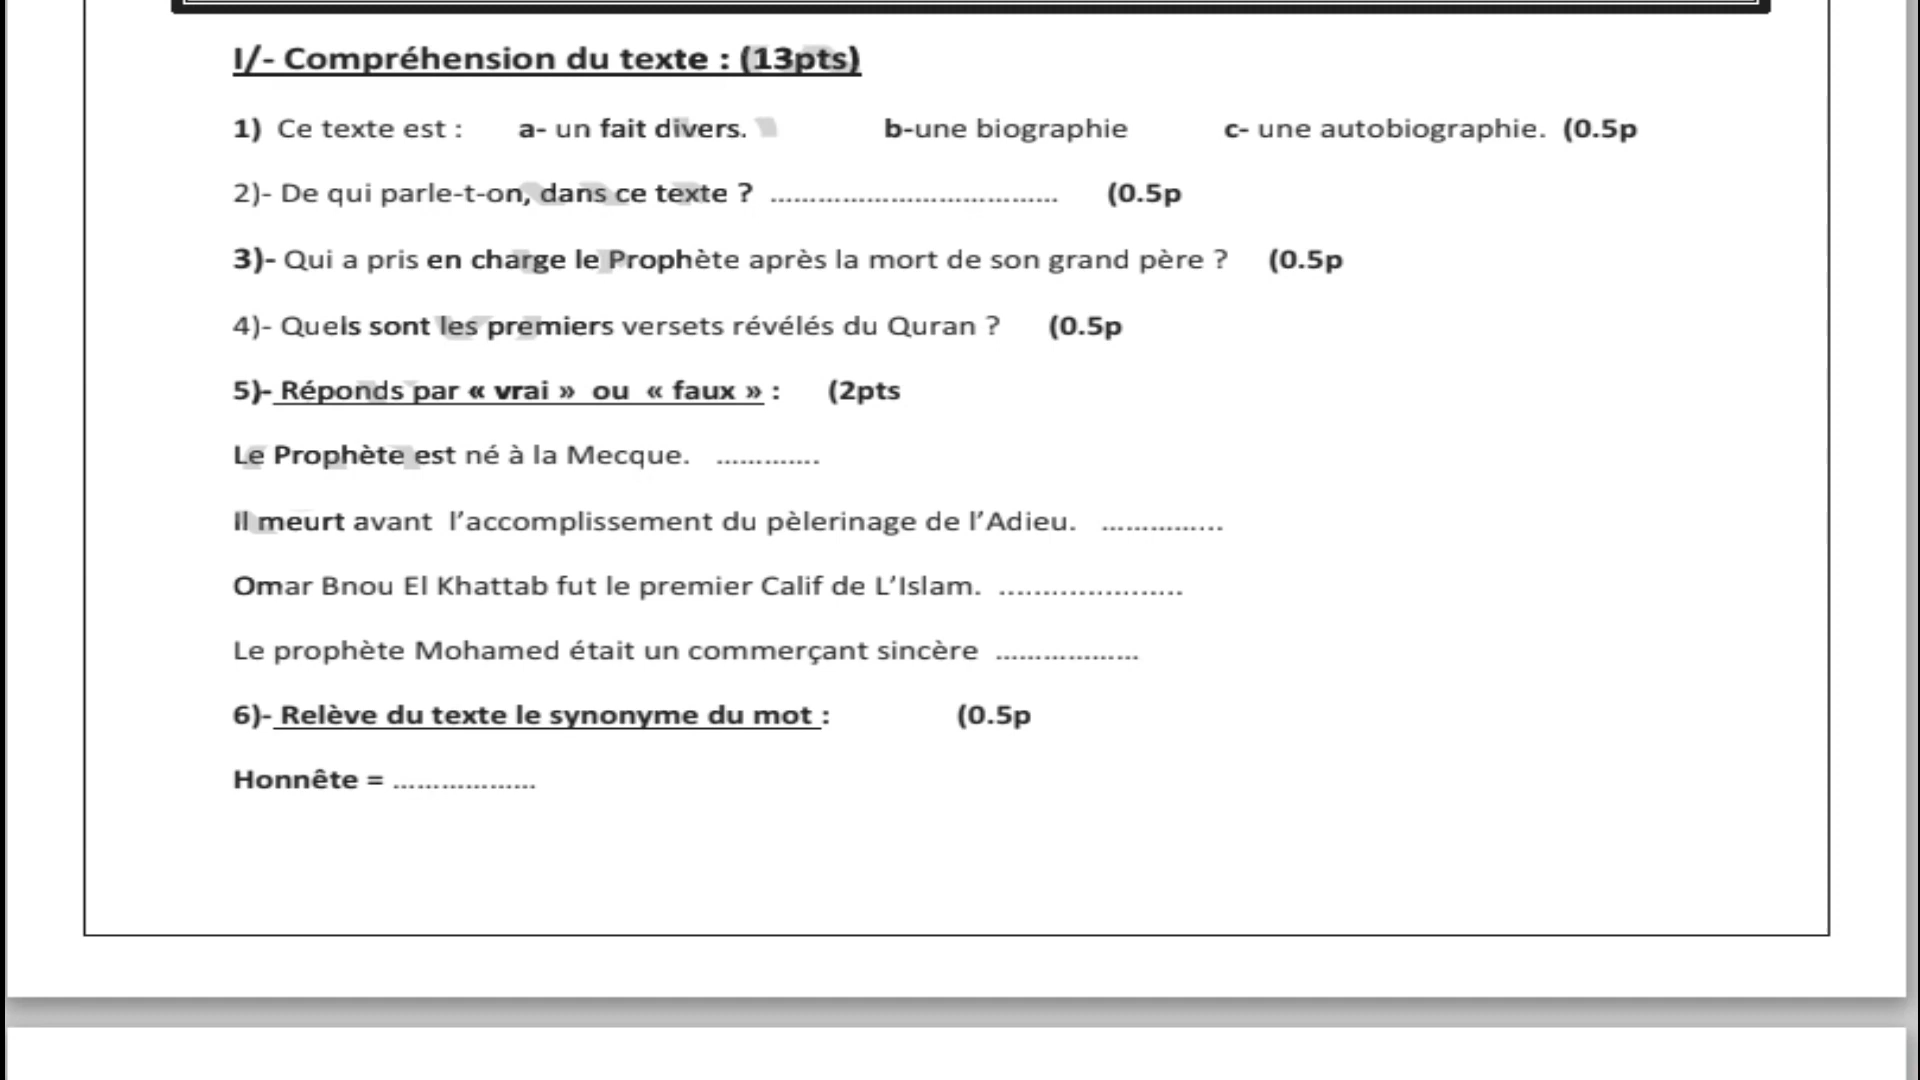 I/- Compréhension du texte : (13pts)
1) Ce texte est : a- un fait divers. b-une biographie c- une autobiographie. (0.5p
2)- De qui parle-t-on, dans ce texte ? ……………………………… (0.5p
3)- Qui a pris en charge le Prophète après la mort de son grand père ? (0.5p
4)- Quels sont les premiers versets révélés du Quran ? (0.5p
5)- Réponds par « vrai » ou « faux » : (2pts
Le Prophète est né à la Mecque. ………….
Il meurt avant l’accomplissement du pèlerinage de l’Adieu. ……………
Omar Bnou El Khattab fut le premier Calif de L’Islam. …………………
Le prophète Mohamed était un commerçant sincère ………………
6)- Relève du texte le synonyme du mot : (0.5p
Honnête = ………………